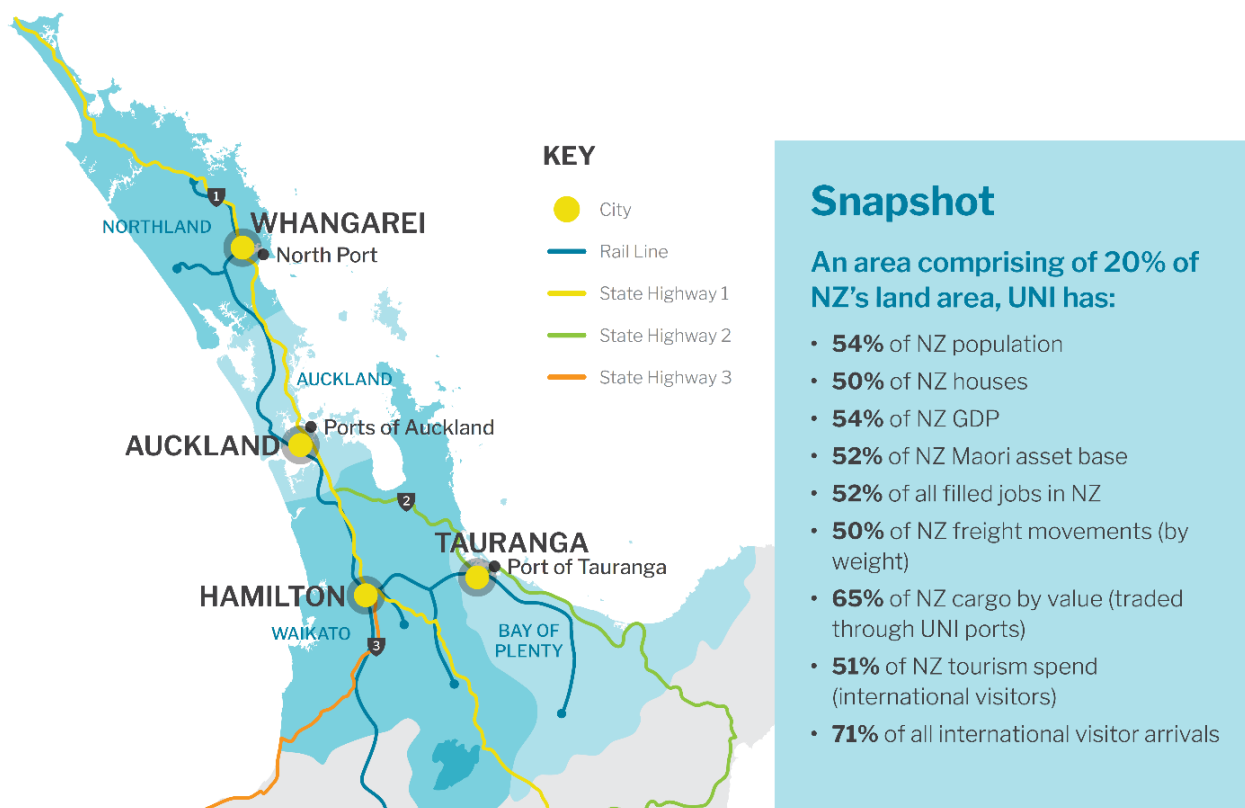 1
NORTHLAND
WHANGAREI
North Port
AUCKLAND
Ports of Auckland
AUCKLAND
2
TAURANGA
Port of Tauranga
HAMILTON
WAIKATO
3
BAY OF
PLENTY
KEY
City
Rail Line
State Highway 1
State Highway 2
State Highway 3
Snapshot
An area comprising of 20% of
NZ’s land area, UNI has:
• 54% of NZ population
• 50% of NZ houses
• 54% of NZ GDP
• 52% of NZ Maori asset base
• 52% of all filled jobs in NZ
• 50% of NZ freight movements (by
weight)
• 65% of NZ cargo by value (traded
through UNI ports)
• 51% of NZ tourism spend
(international visitors)
• 71% of all international visitor arrivals